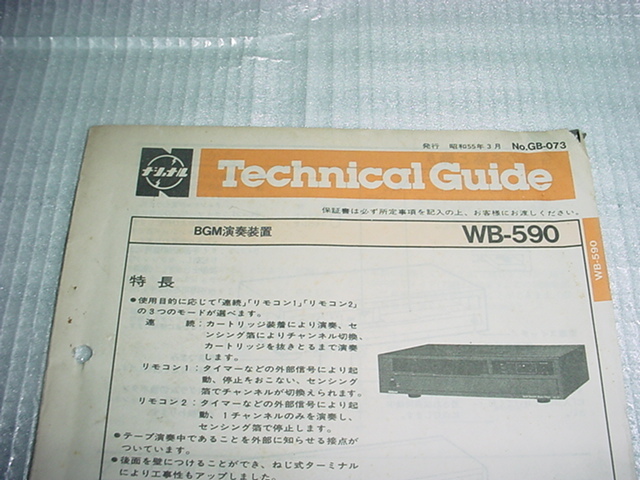 発行 昭和55年3月 No.GB-073
ナショナル
Technical Guide
保証書は必ず所定事項を記入の上、お客様にお渡しください。
BGM演奏装置 WB-590
WB-590
特長
●使用目的に応じて「連続」「リモコン1」「リモコン2」
の3つのモードが選べます。
連続:カートリッジ装着により演奏、セ
ンシング箔によりチャンネル切換、
カートリッジを抜きとるまで演奏
します。
リモコン1:タイマーなどの外部信号により起
動、停止をおこない、センシング
箔でチャンネルが切換えられます。
リモコン2:タイマーなどの外部信号により起
動、1チャンネルのみを演奏し、
センシング箔で停止します。
●テープ演奏中であることを外部に知らせる接点が
ついています。
●後面を壁につけることができ、ねじ式ターミナル
により工事性もアップしました。